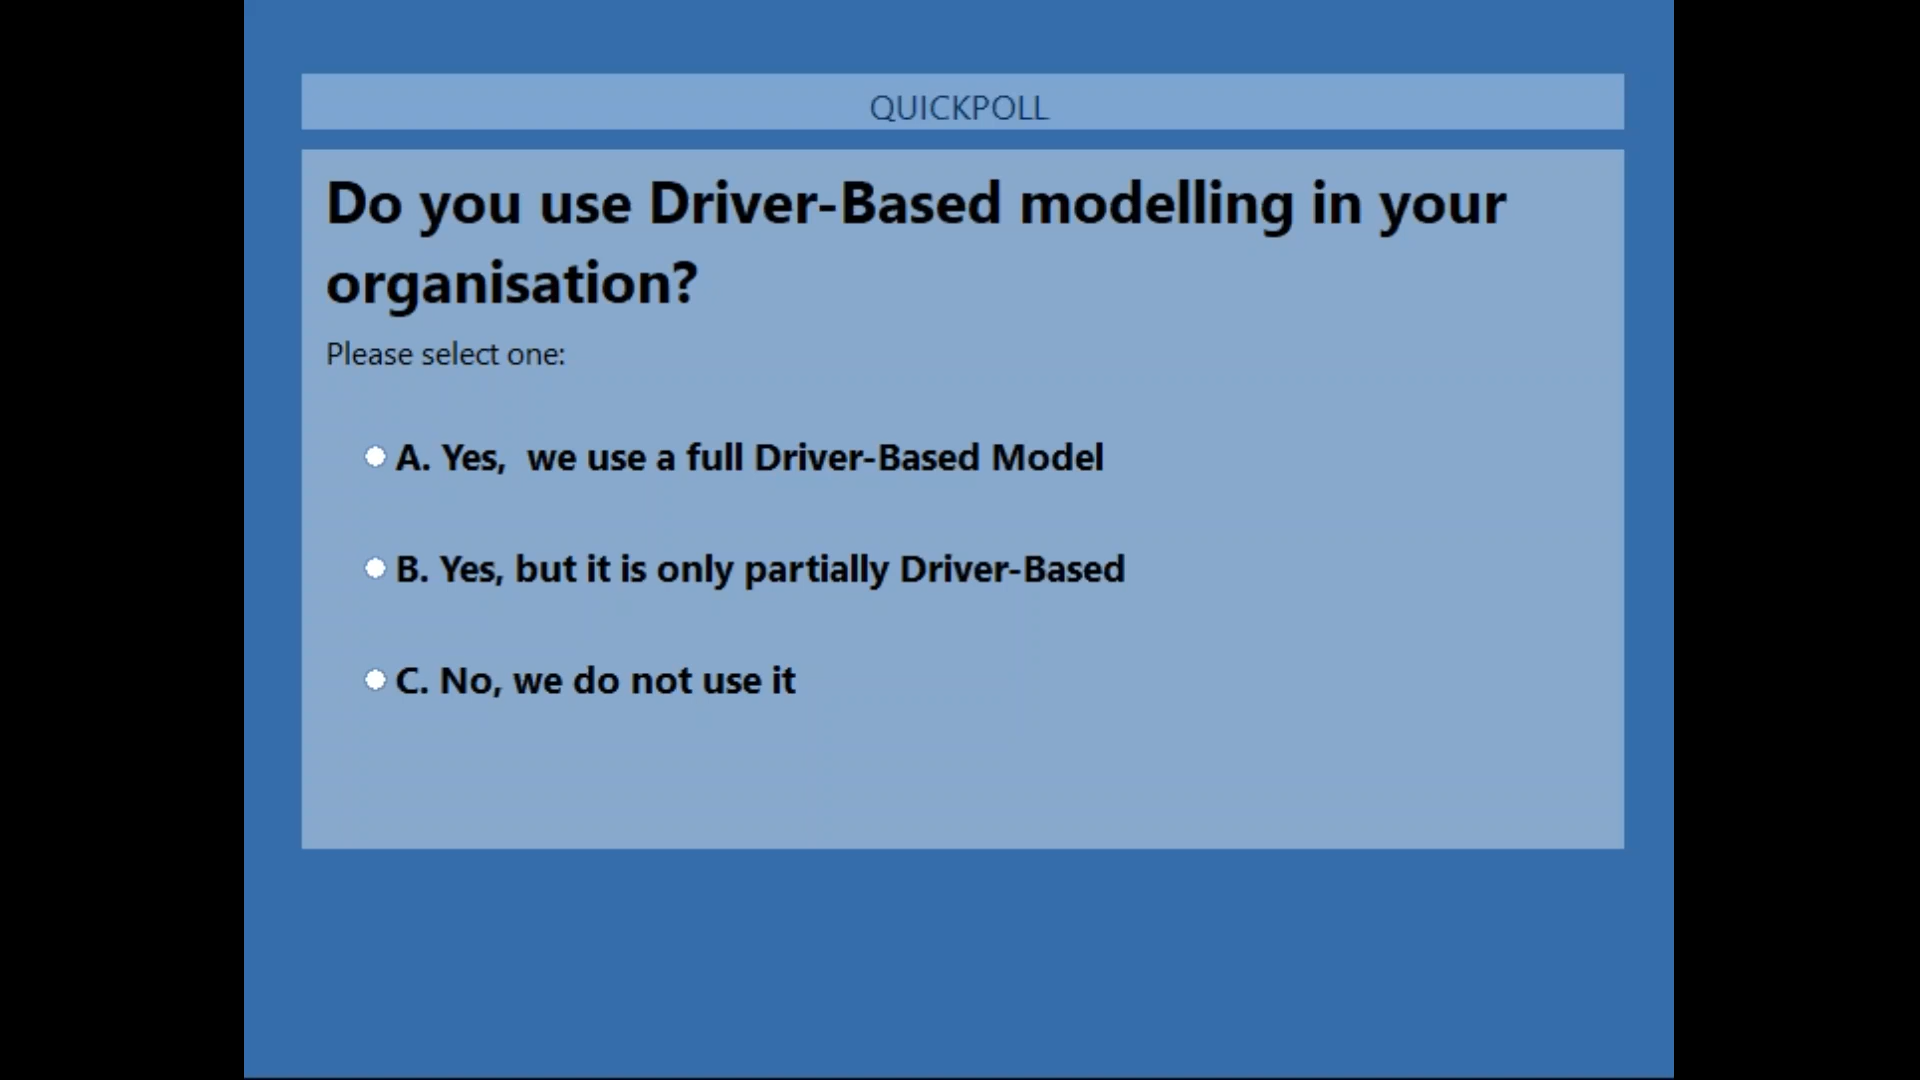 QUICKPOLL
Do you use Driver-Based modelling in your
organisation?
Please select one:
A. Yes,  we use a full Driver-Based Model
B. Yes, but it is only partially Driver-Based
C. No, we do not use it